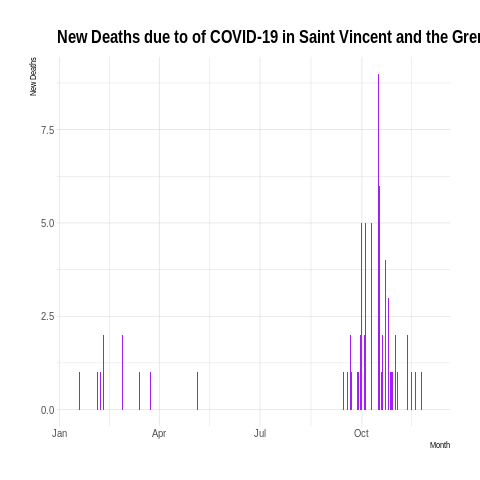 New Deaths due to of COVID-19 in Saint Vincent and the Gren
New Deaths
7.5
5.0
2.5
0.0
Jan Apr Jul Oct
Month